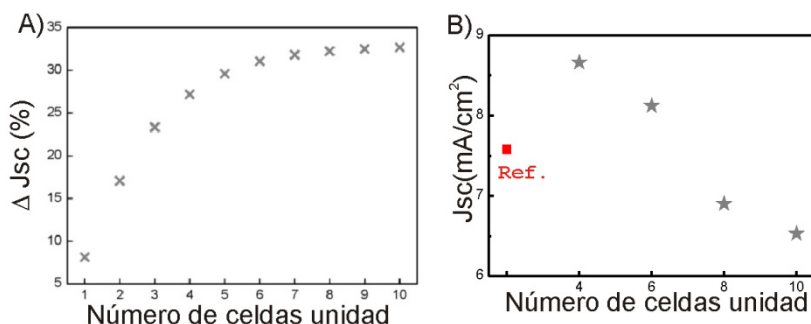 A)
Δ Jsc (%)
35
30
25
20
15
10
5
1 2 3 4 5 6 7 8 9 10
Número de celdas unidad
B)
Jsc(mA/cm²)
9
8
7
6
Ref.
4 6 8 10
Número de celdas unidad